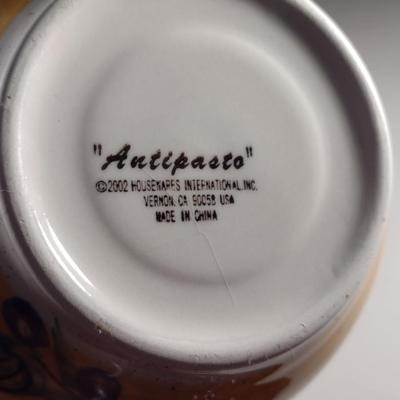 "Antipasto"
©2002 HOUSEWARES INTERNATIONAL, INC.
VERNON, CA 90058 USA
MADE IN CHINA